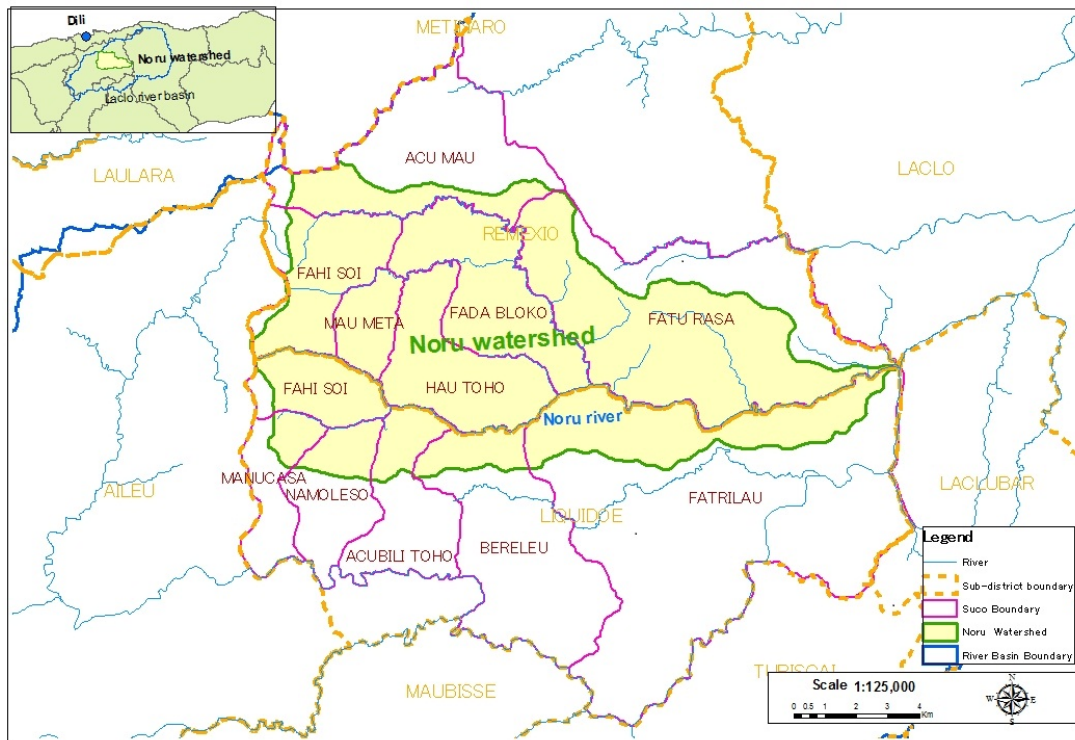 Dili
Noru watershed
Laclo river basin
METINARO
ACU MAU
LAULARA
LACLO
REMEXIO
FAHI SOI
MAU META
FADA BLOKO
FATU RASA
Noru watershed
FAHI SOI
HAU TOHO
Noru river
MANUCASA
NAMOLESO
AILEU
FATRILAU
LACLUBAR
LIQUIDOE
ACUBILI TOHO
BERELEU
Legend
River
Sub-district boundary
Suco Boundary
Noru Watershed
River Basin Boundary
MAUBISSE
TURISCAI
Scale 1:125,000
0 0.5 1 2 3 4
Km
N
W E
S